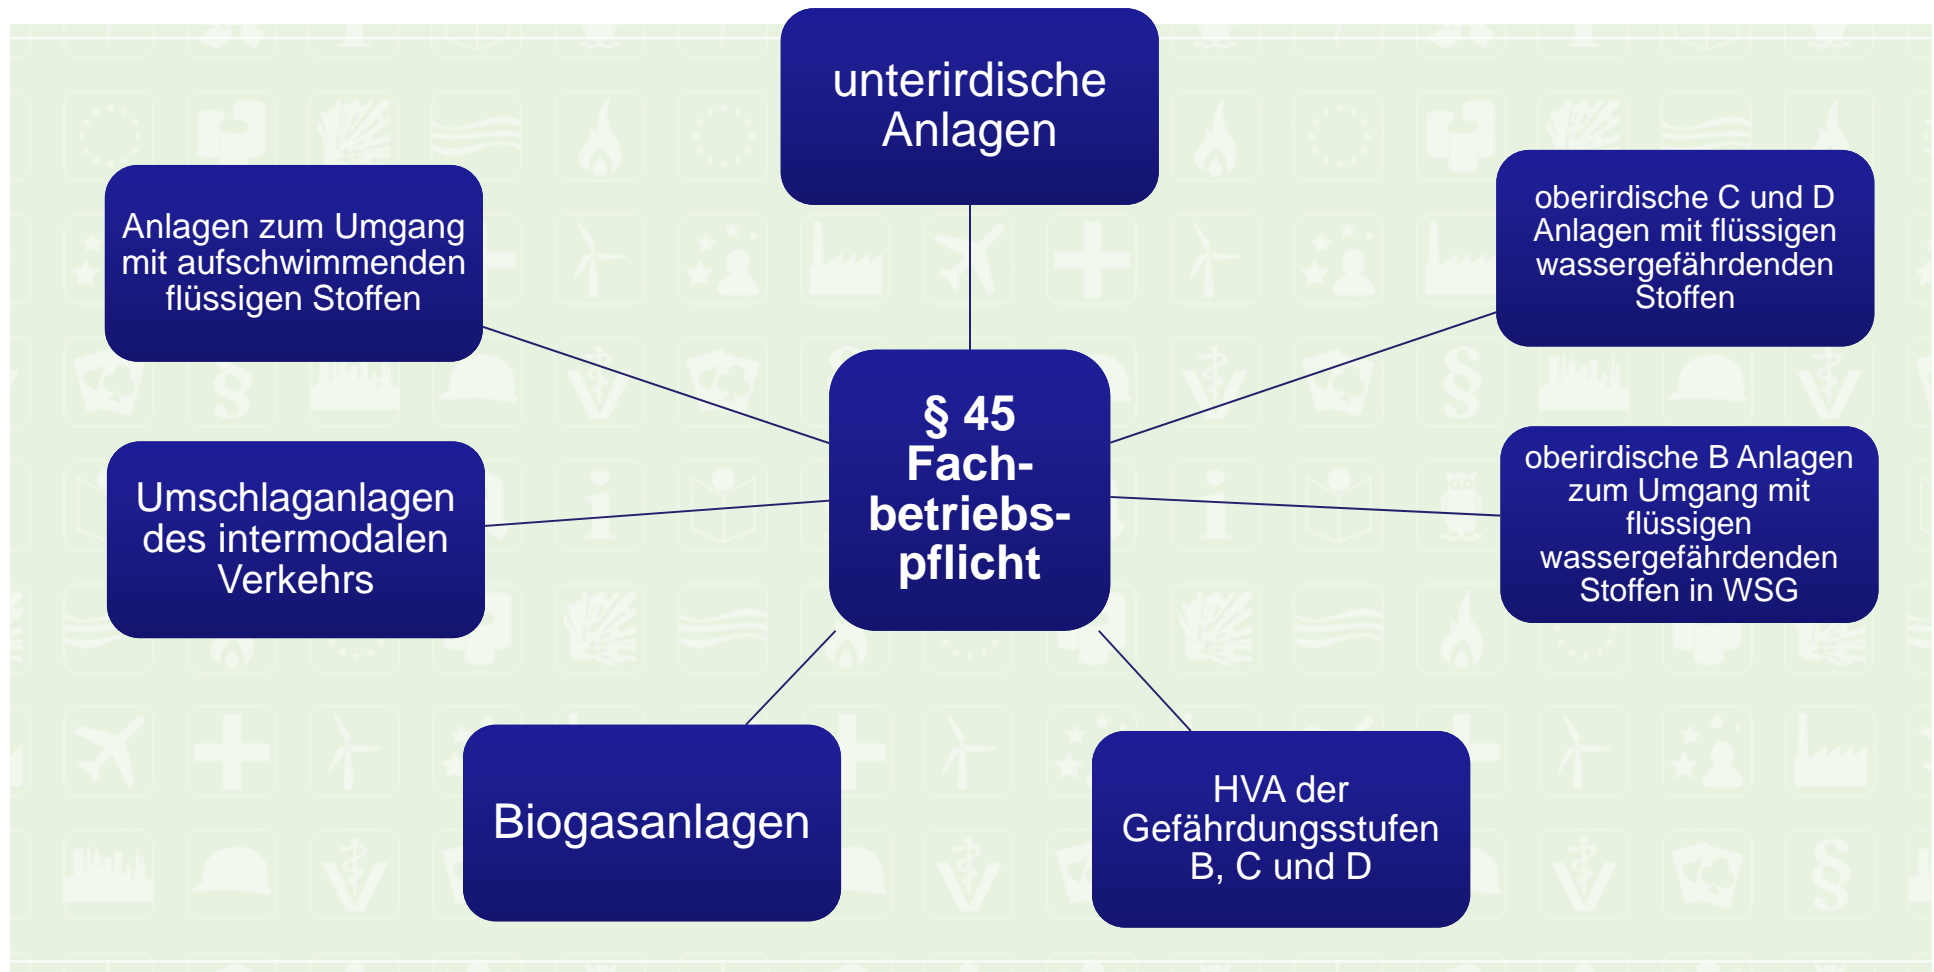 unterirdische
Anlagen
oberirdische C und D
Anlagen mit flüssigen
wassergefährdenden
Stoffen
oberirdische B Anlagen
zum Umgang mit
flüssigen
wassergefährdenden
Stoffen in WSG
HVA der
Gefährdungsstufen
B, C und D
Biogasanlagen
Umschlaganlagen
des intermodalen
Verkehrs
Anlagen zum Umgang
mit aufschwimmenden
flüssigen Stoffen
§ 45
Fach-
betriebs-
pflicht